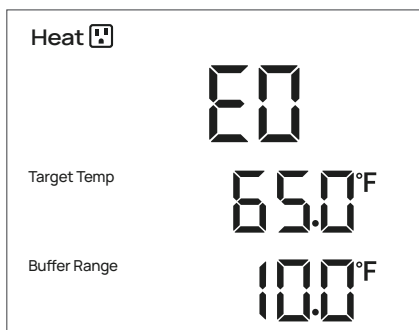 Heat
E0
Target Temp
65.0°F
Buffer Range
10.0°F